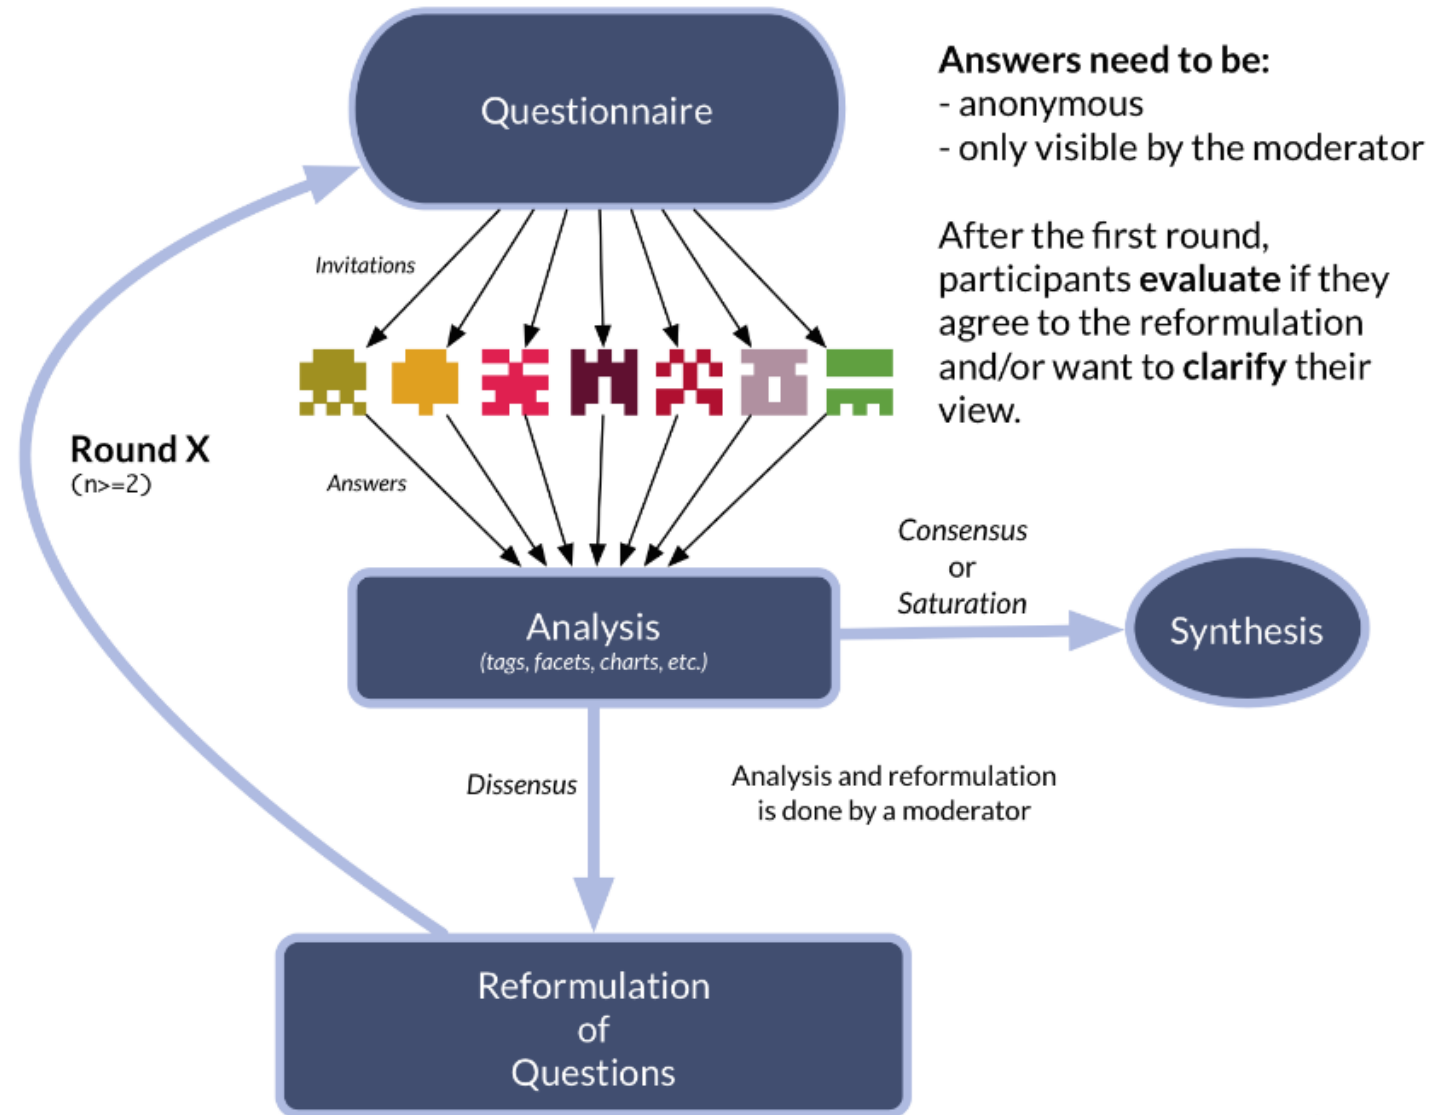 Questionnaire
Answers need to be:
- anonymous
- only visible by the moderator
After the first round,
participants evaluate if they
agree to the reformulation
and/or want to clarify their
view.
Invitations
Round X
(n>=2)
Answers
Consensus
or
Saturation
Analysis
(tags, facets, charts, etc.)
Synthesis
Dissensus
Analysis and reformulation
is done by a moderator
Reformulation
of
Questions